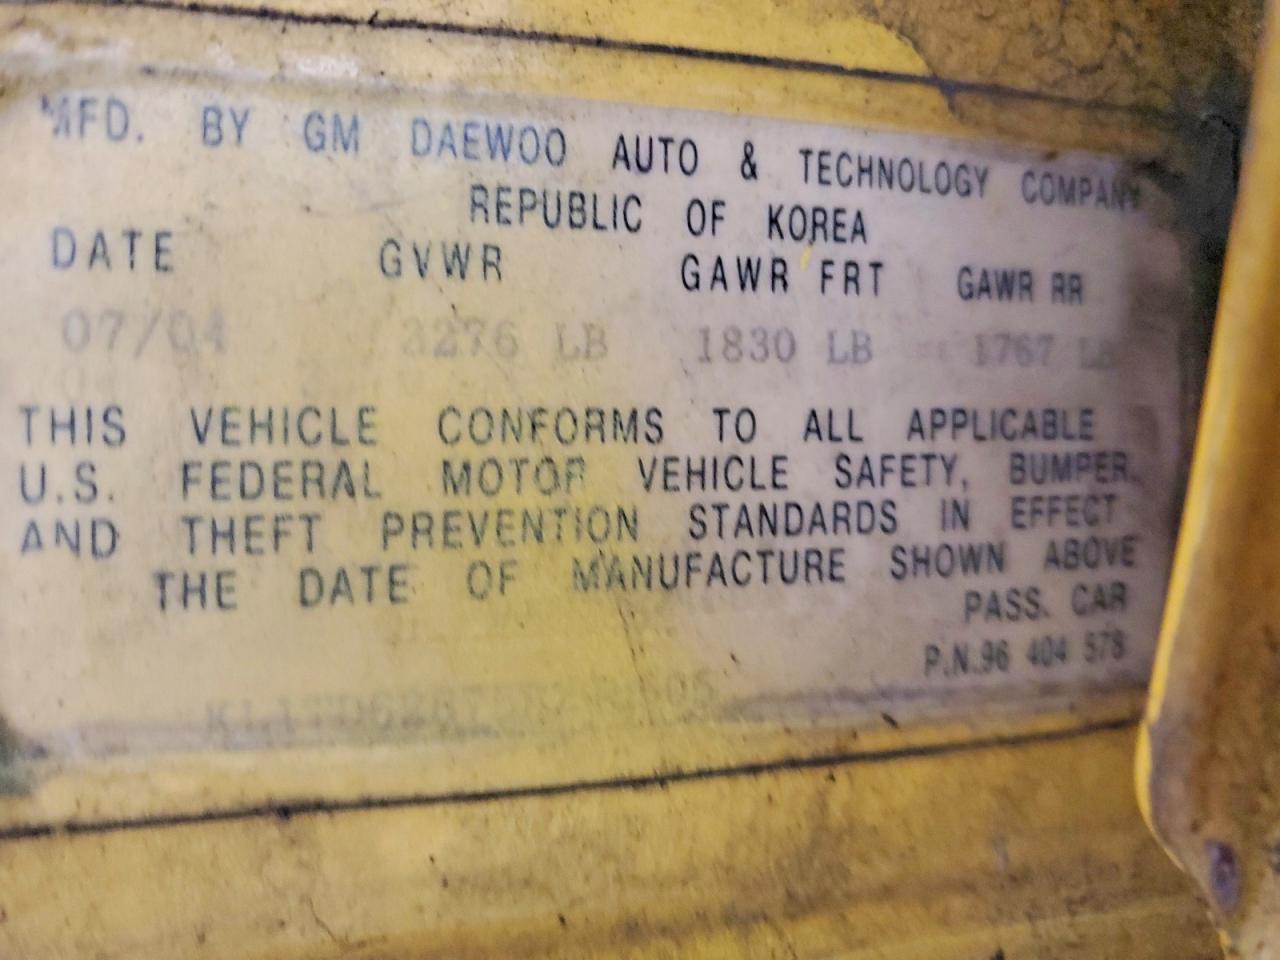 MFD. BY GM DAEWOO AUTO & TECHNOLOGY COMPANY
REPUBLIC OF KOREA
DATE GVWR GAWR FRT GAWR RR
07/04 3276 LB 1830 LB 1767 LB
THIS VEHICLE CONFORMS TO ALL APPLICABLE
U.S. FEDERAL MOTOR VEHICLE SAFETY, BUMPER,
AND THEFT PREVENTION STANDARDS IN EFFECT
THE DATE OF MANUFACTURE SHOWN ABOVE
PASS. CAR
P.N.96 404 578